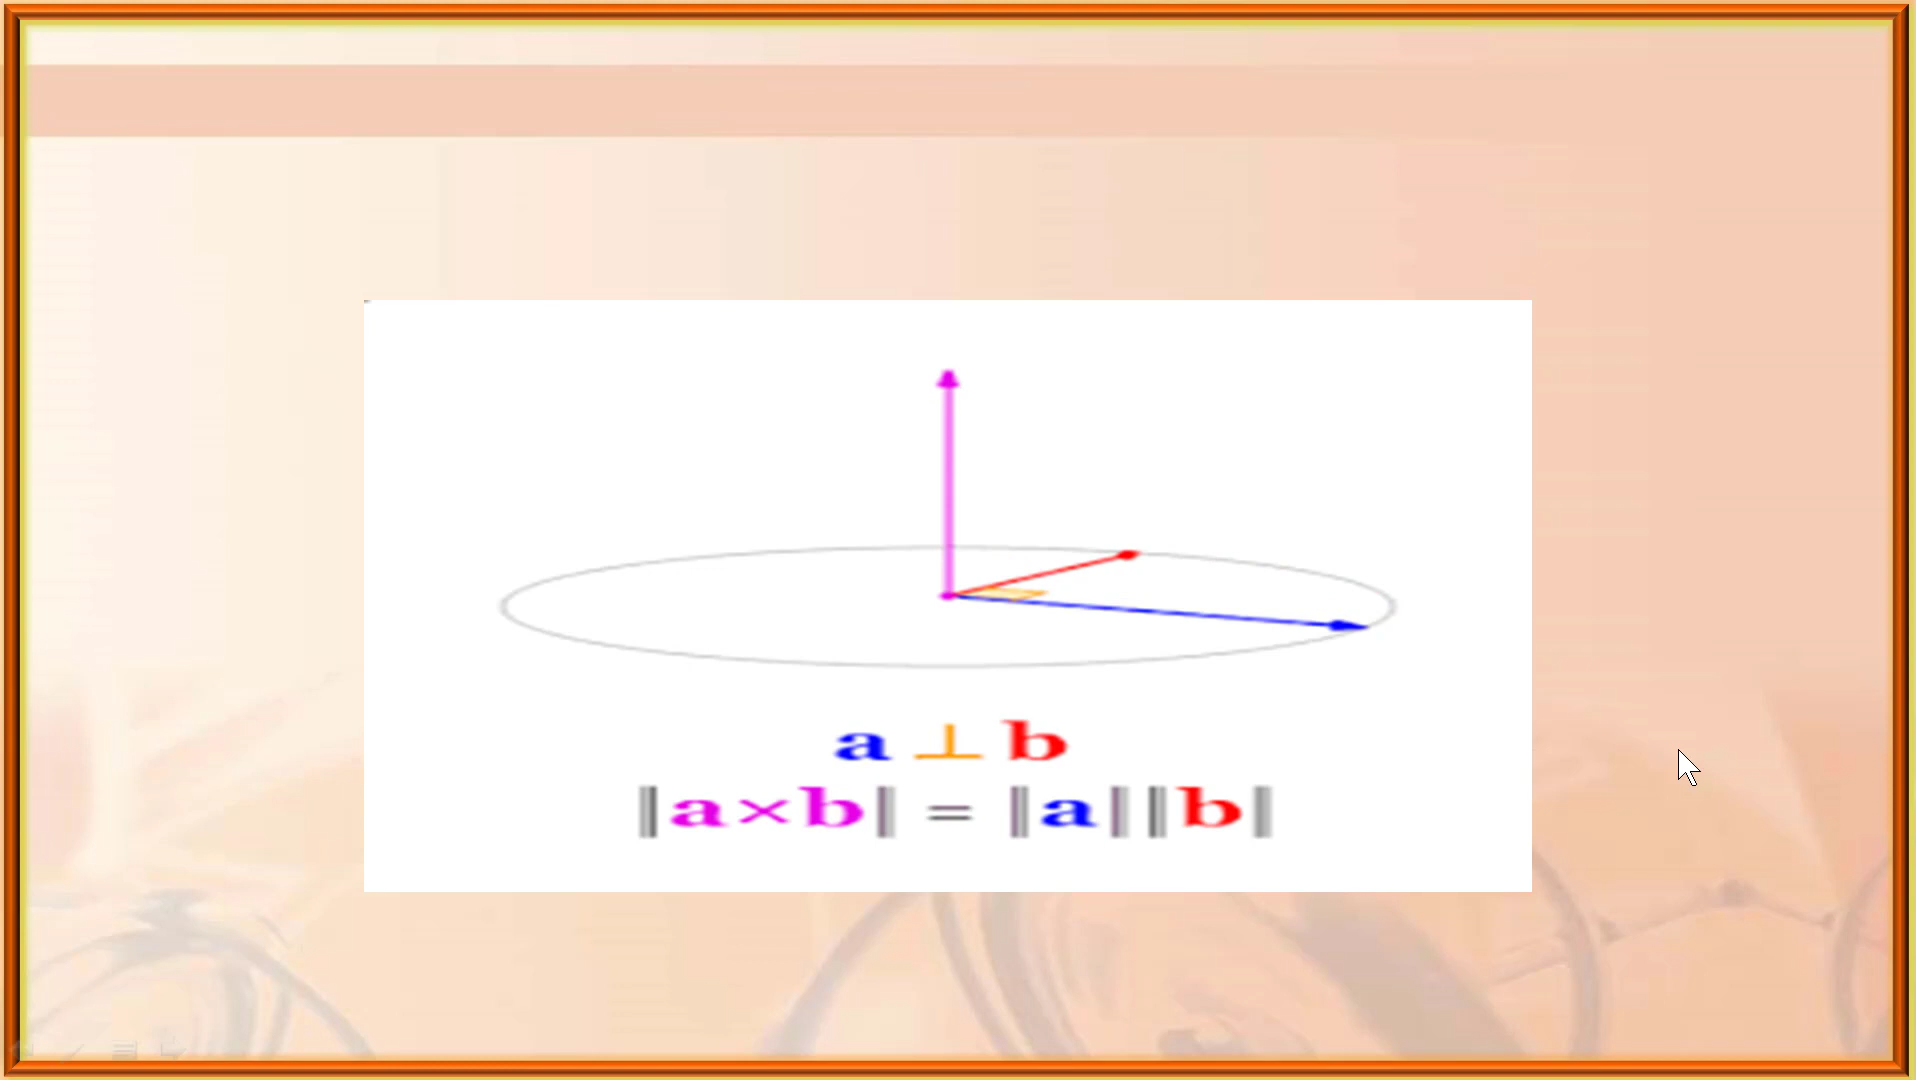 a ⊥ b
‖a×b‖ = ‖a‖‖b‖